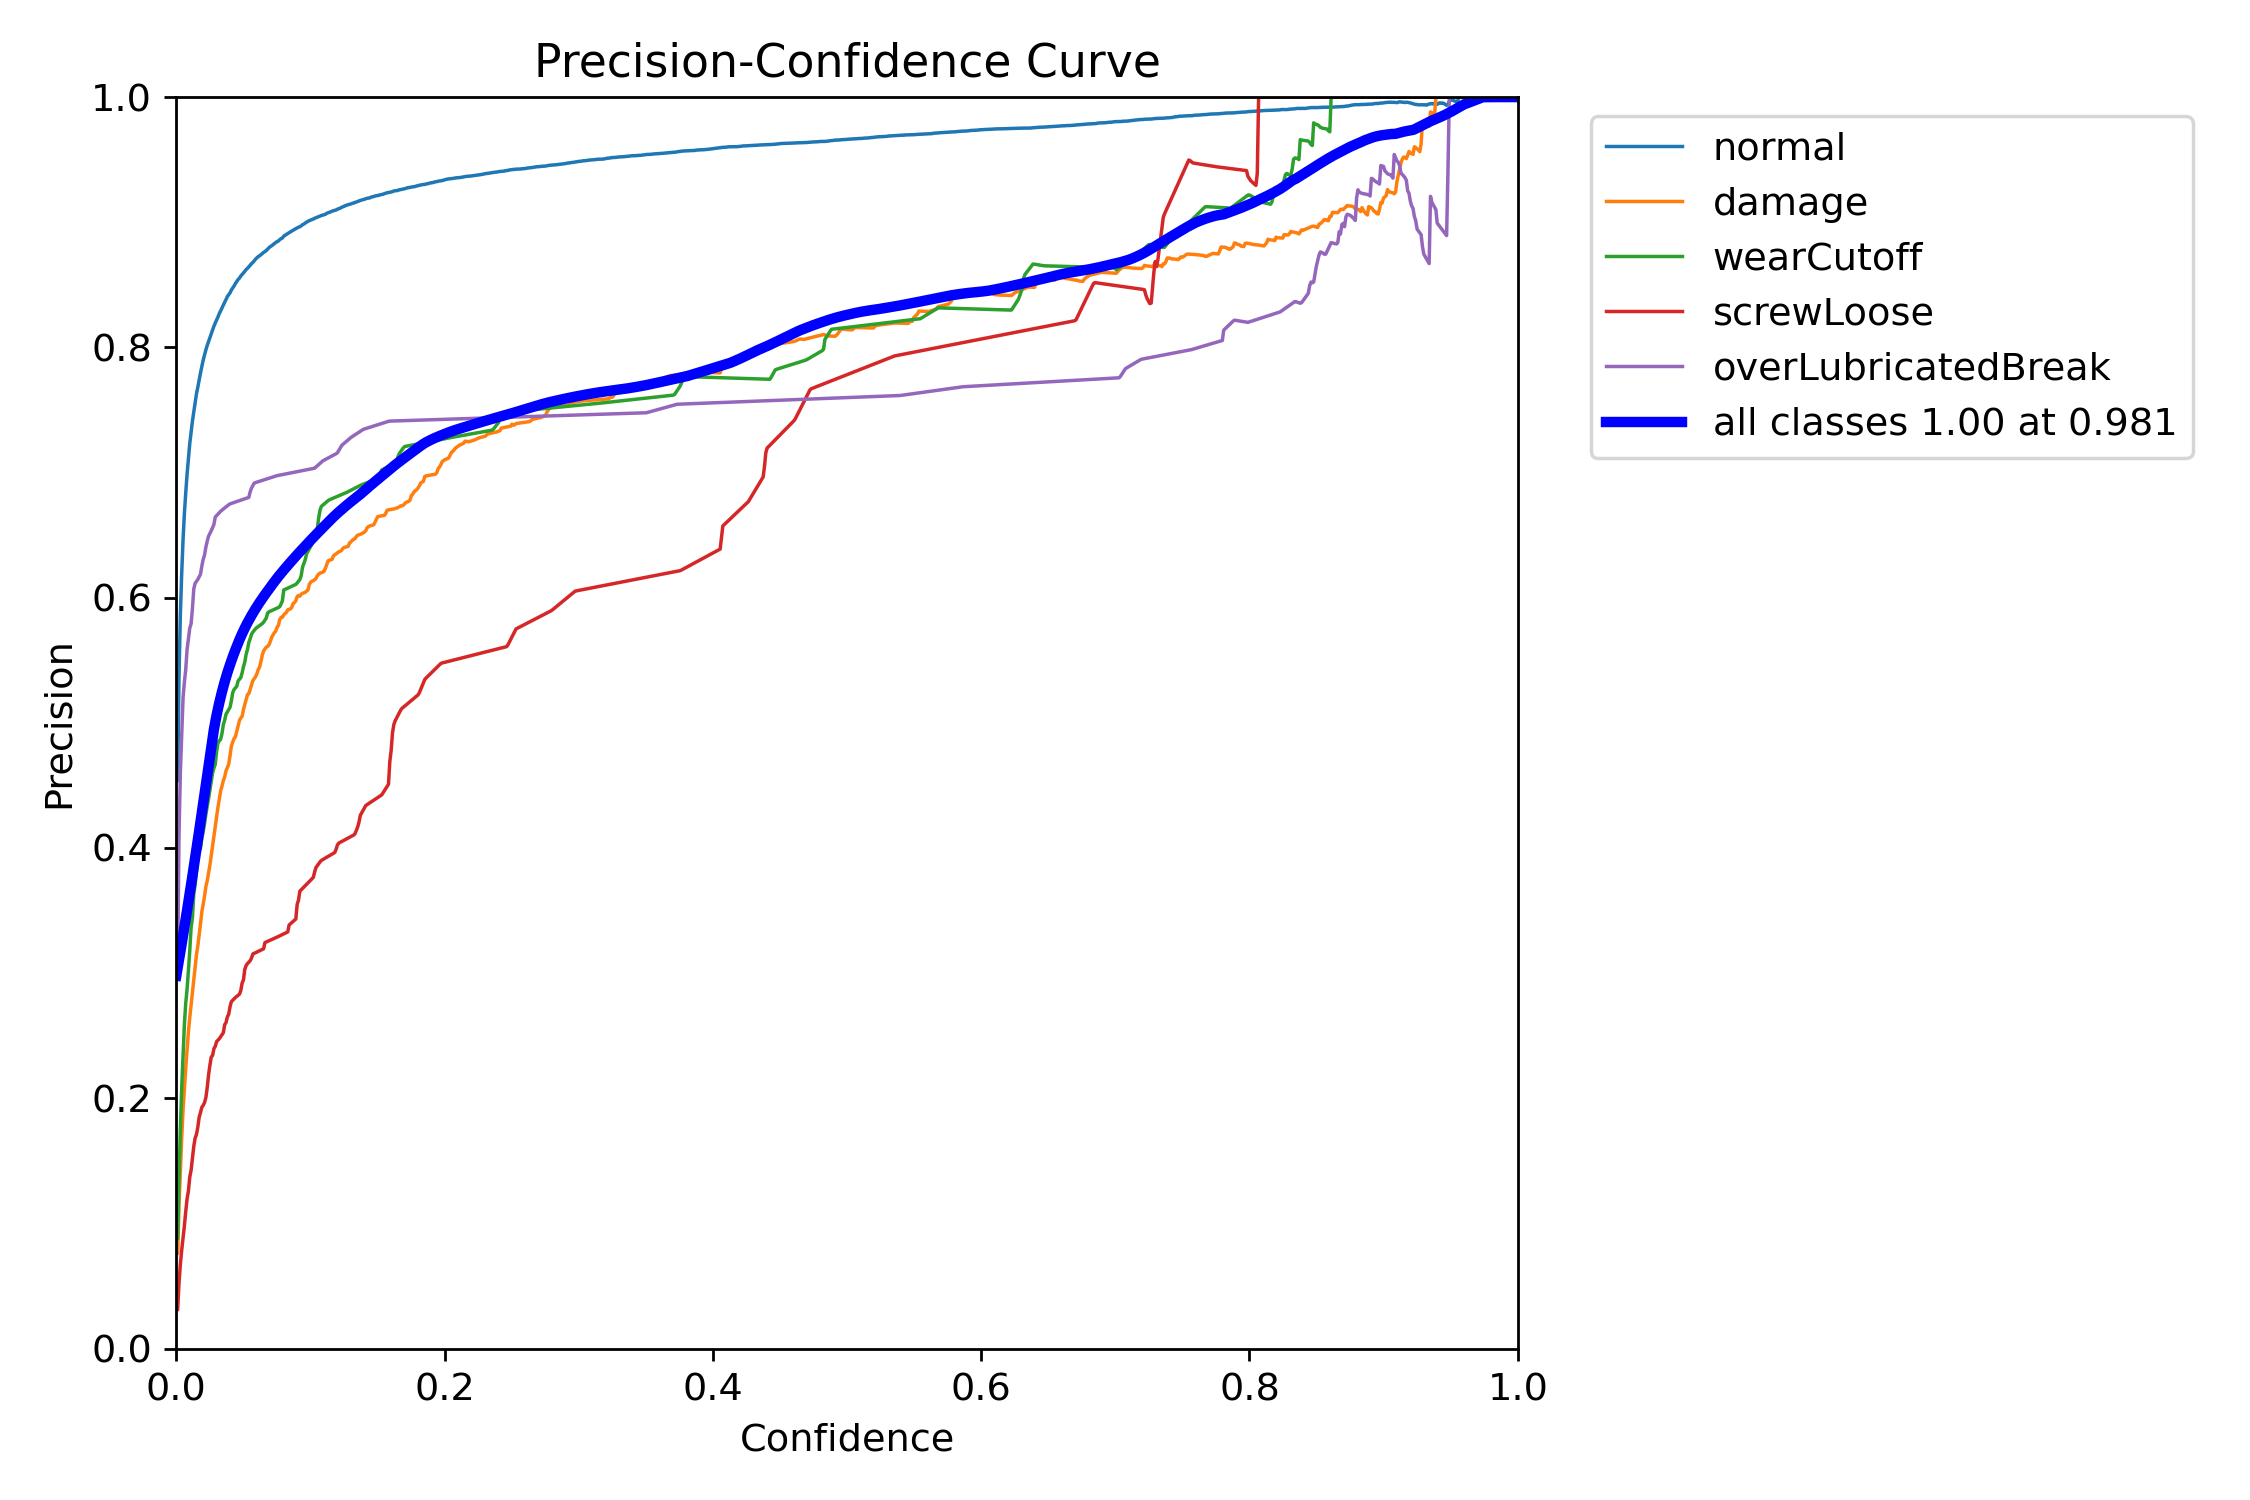 Precision-Confidence Curve
1.0
0.8
0.6
0.4
0.2
0.0
Precision
0.0 0.2 0.4 0.6 0.8 1.0
Confidence
normal
damage
wearCutoff
screwLoose
overLubricatedBreak
all classes 1.00 at 0.981